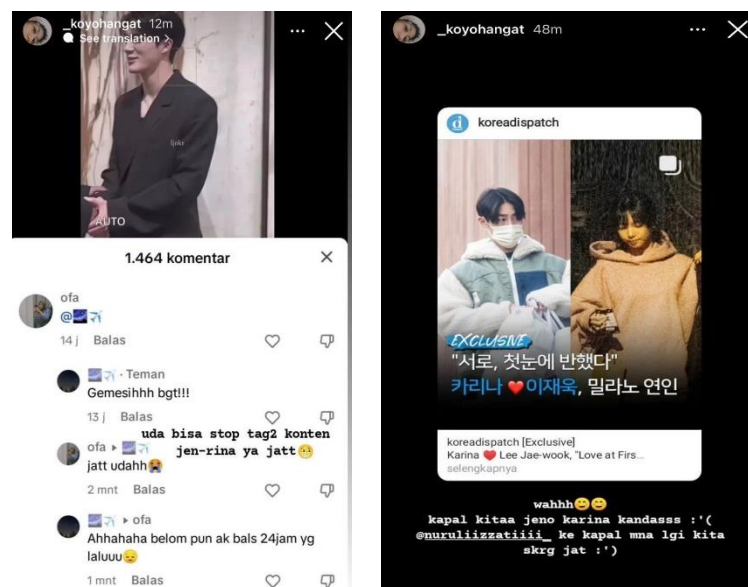 _koyohangat 12m
See translation >
ljnkr
AUTO
1.464 komentar
ofa
@🌌✈️
14 j Balas
🌌✈️ · Teman
Gemesihhh bgt!!!
13 j Balas
uda bisa stop tag2 konten
jen-rina ya jatt😬
ofa ▸ 🌌✈️
jatt udahh😭
2 mnt Balas
🌌✈️ ▸ ofa
Ahhahaha belom pun ak bals 24jam yg
laluuu😞
1 mnt Balas
_koyohangat 48m
d koreadispatch
EXCLUSIVE
"서로, 첫눈에 반했다"
카리나 ❤️ 이재욱, 밀라노 연인
koreadispatch [Exclusive]
Karina ❤️ Lee Jae-wook, "Love at Firs...
selengkapnya
wahhh😊😊
kapal kitaa jeno karina kandasss :'(
@nuruliizzatiiii_ ke kapal mna lgi kita
skrg jat :')